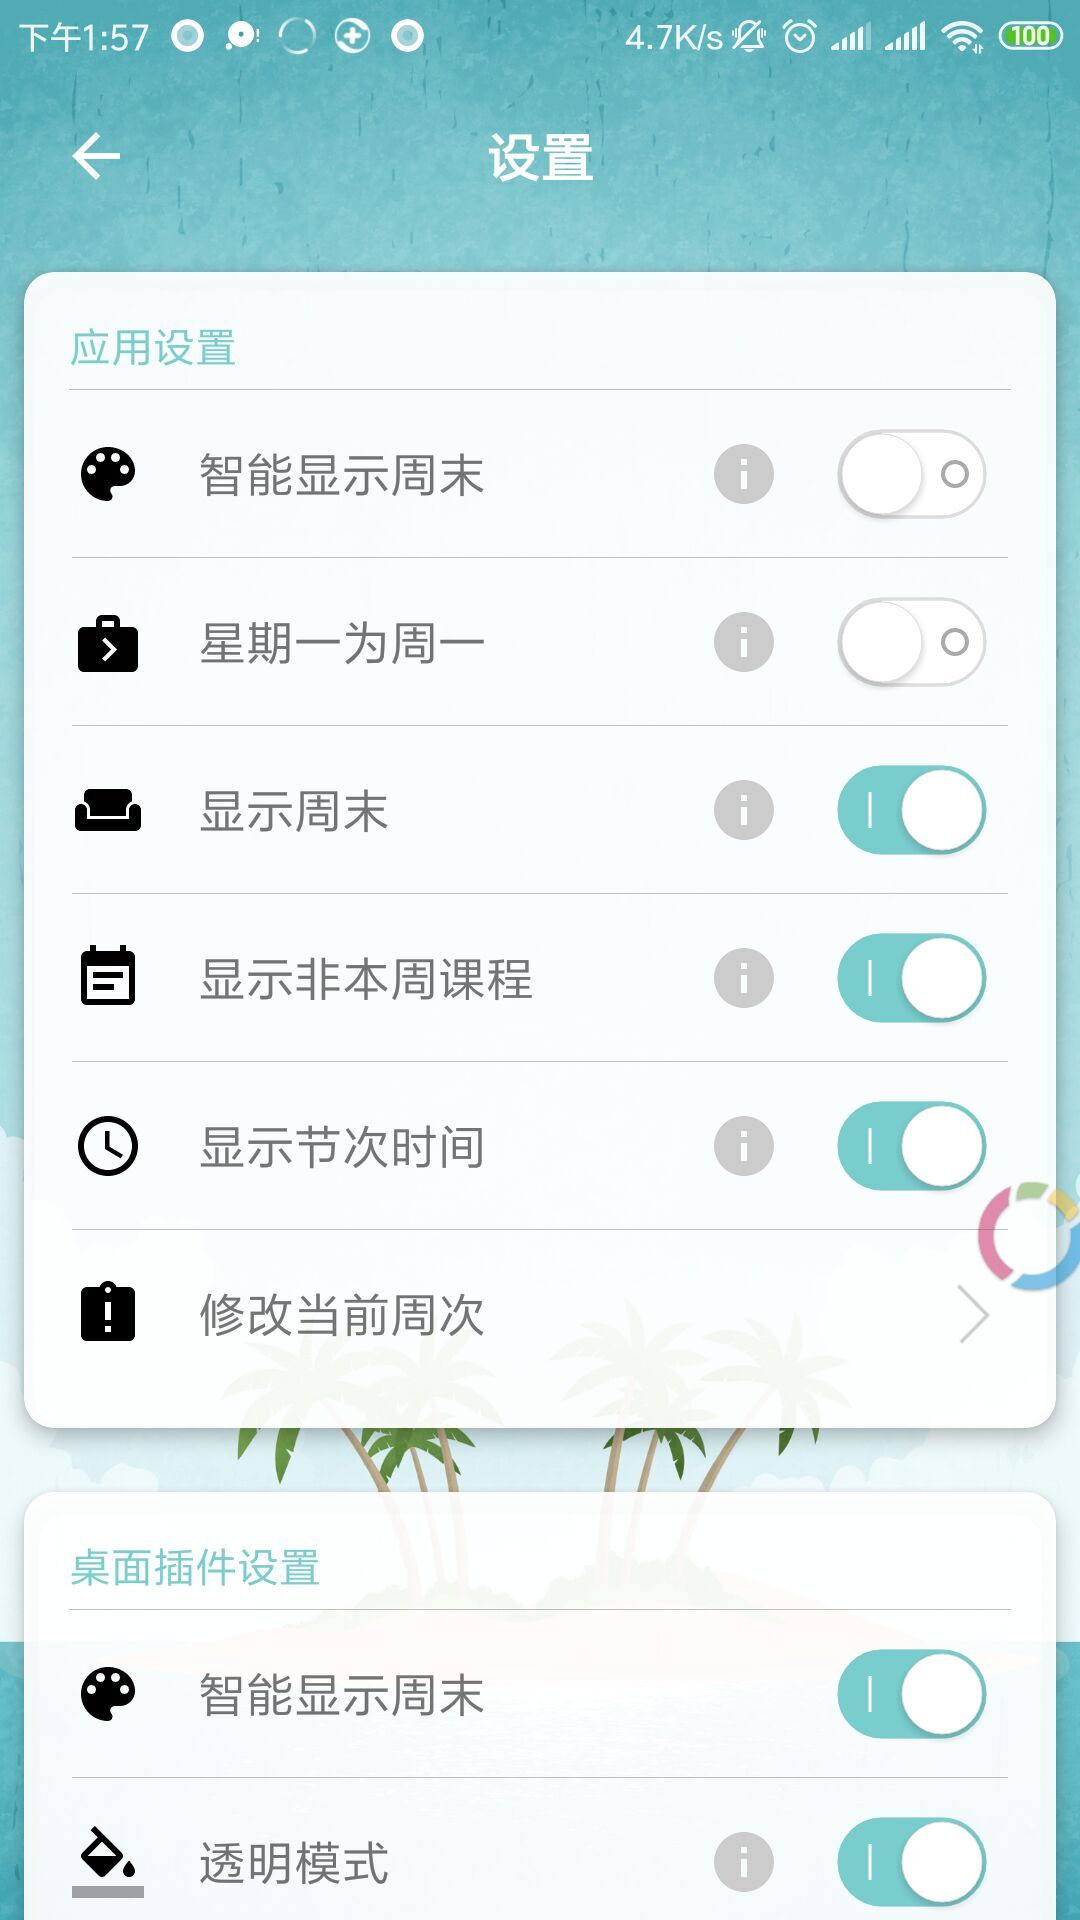 下午1:57 4.7K/s 100
设置
应用设置
智能显示周末
星期一为周一
显示周末
显示非本周课程
显示节次时间
修改当前周次
桌面插件设置
智能显示周末
透明模式